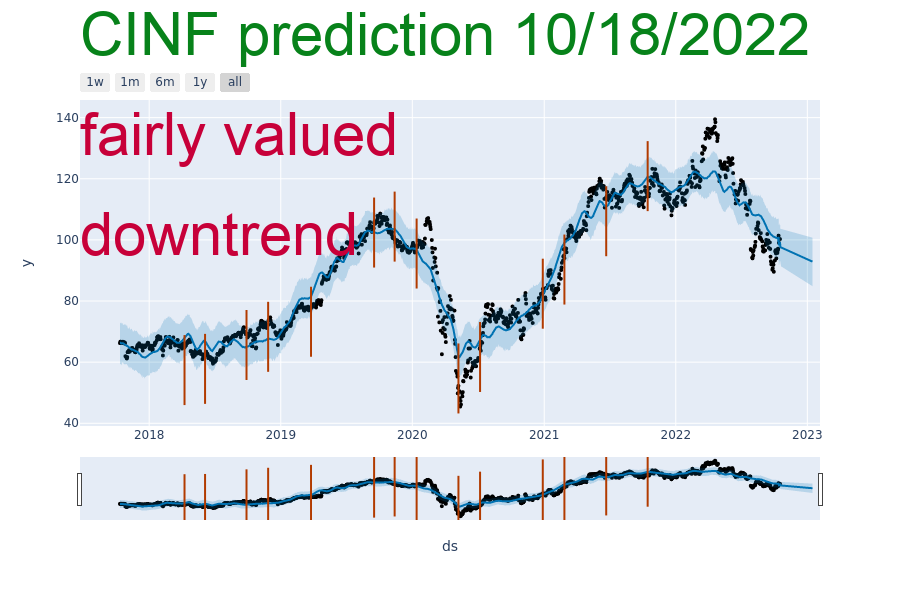 CINF prediction 10/18/2022
1w 1m 6m 1y all
140
fairly valued
120
downtrend
100
y
80
60
40
2018 2019 2020 2021 2022 2023
ds